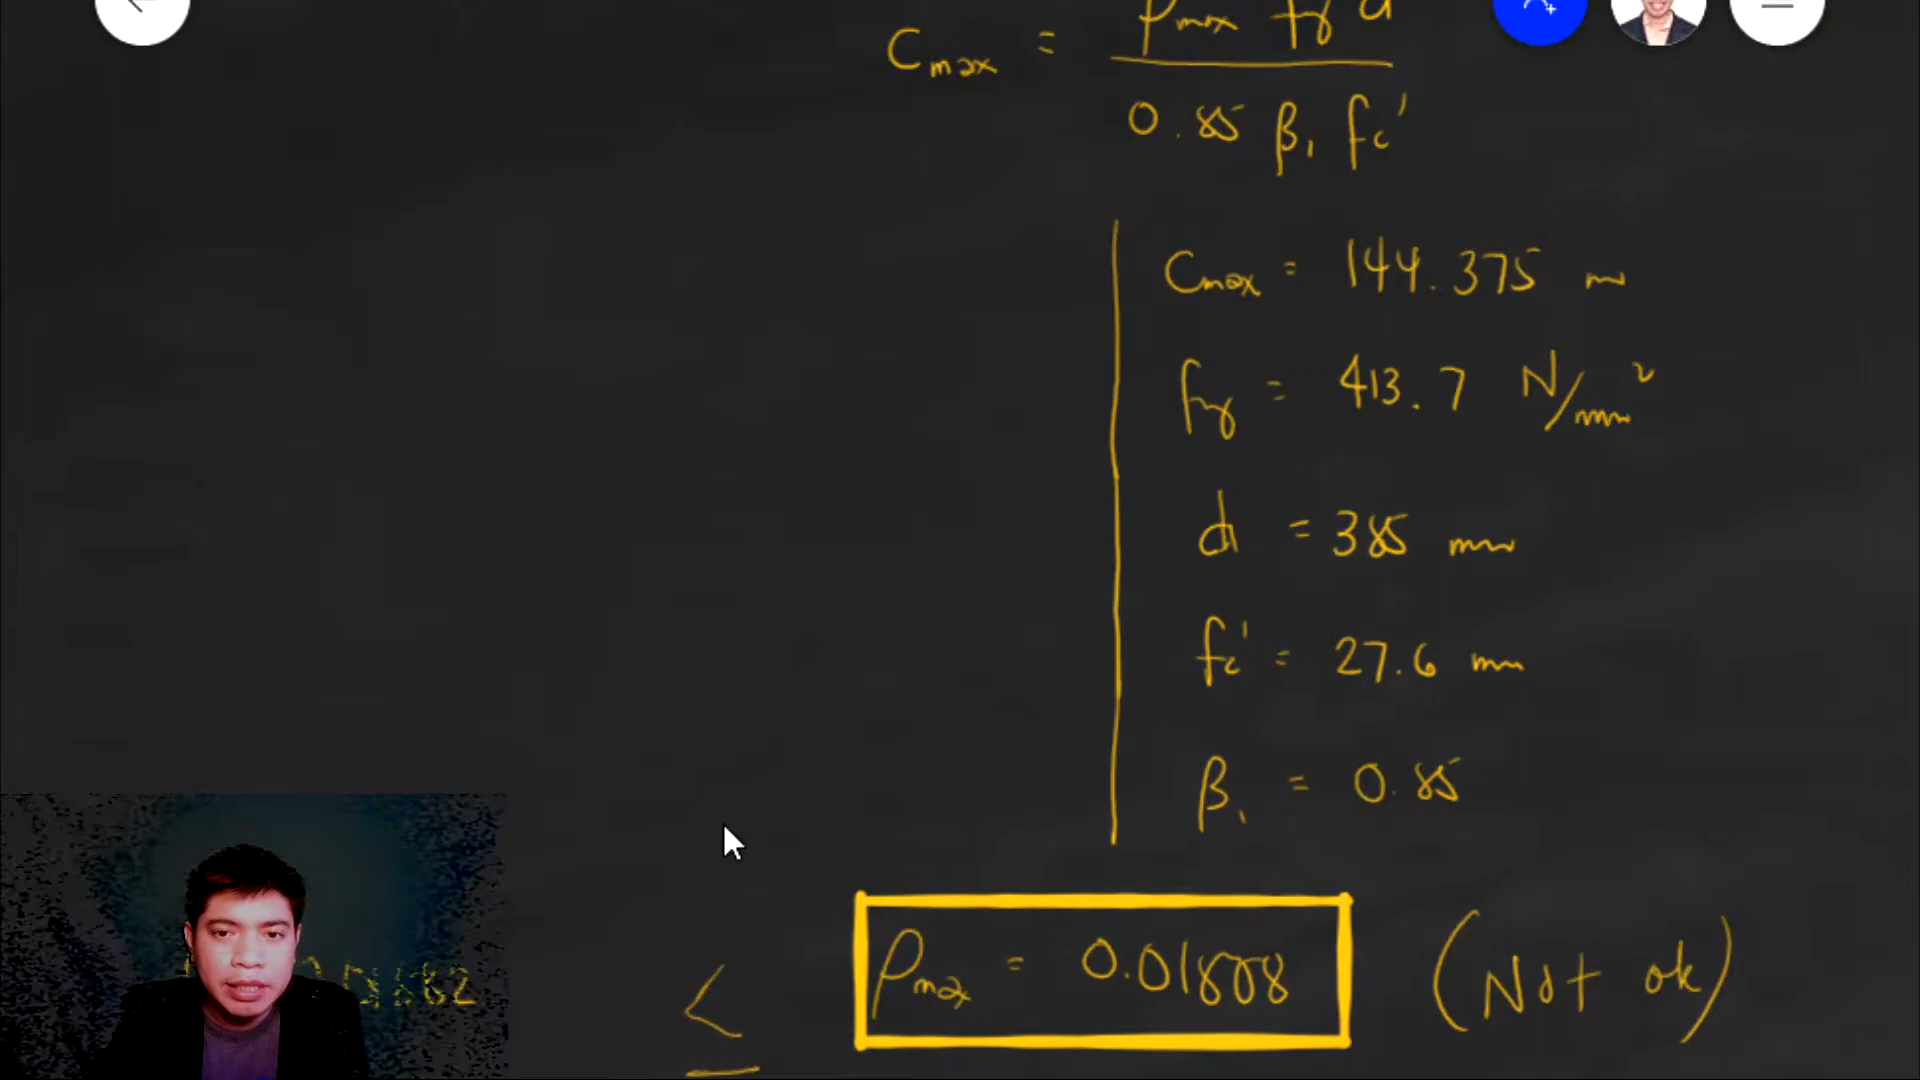 Cmax = ρmax fy d
0.85 β1 fc'
Cmax = 144.375 mm
fy = 413.7 N/mm²
d = 385 mm
fc' = 27.6 mm
β1 = 0.85
≤ ρmax = 0.01808 (Not ok)